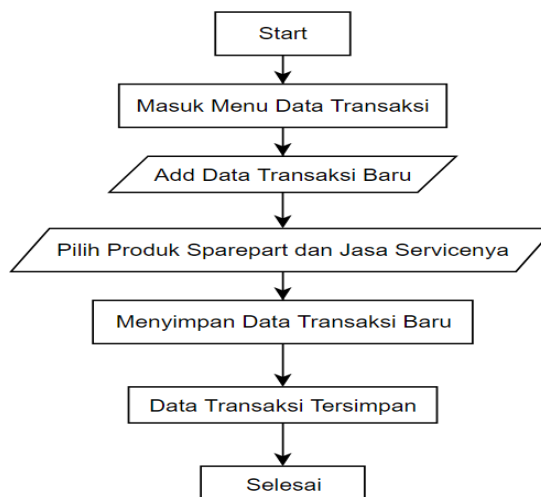 Start
Masuk Menu Data Transaksi
Add Data Transaksi Baru
Pilih Produk Sparepart dan Jasa Servicenya
Menyimpan Data Transaksi Baru
Data Transaksi Tersimpan
Selesai